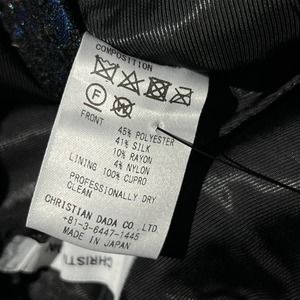 COMPOSITION
F
FRONT
45% POLYESTER
41% SILK
10% RAYON
4% NYLON
LINING 100% CUPRO
PROFESSIONALLY DRY
CLEAN
CHRISTIAN DADA CO., LTD.
+81-3-6447-1445
MADE IN JAPAN
CHRISTI